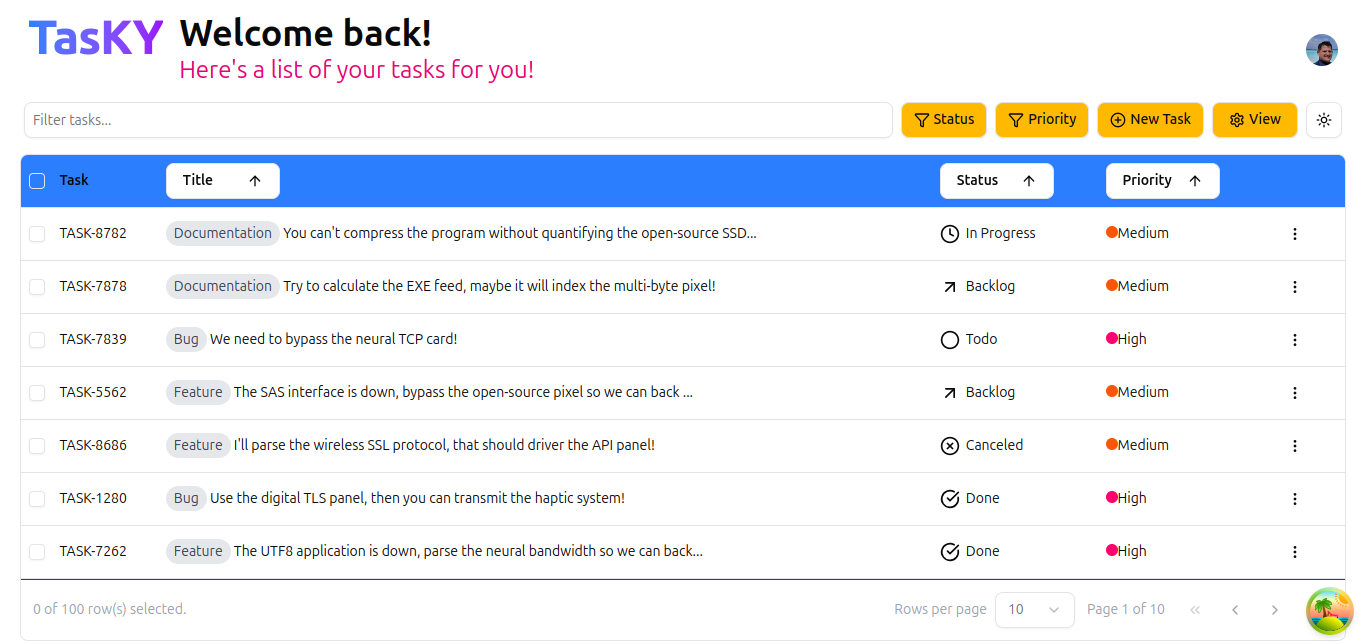 TasKY
Welcome back!
Here's a list of your tasks for you!
Filter tasks... Status Priority New Task View
Task Title Status Priority
TASK-8782 Documentation You can't compress the program without quantifying the open-source SSD... In Progress Medium
TASK-7878 Documentation Try to calculate the EXE feed, maybe it will index the multi-byte pixel! Backlog Medium
TASK-7839 Bug We need to bypass the neural TCP card! Todo High
TASK-5562 Feature The SAS interface is down, bypass the open-source pixel so we can back ... Backlog Medium
TASK-8686 Feature I'll parse the wireless SSL protocol, that should driver the API panel! Canceled Medium
TASK-1280 Bug Use the digital TLS panel, then you can transmit the haptic system! Done High
TASK-7262 Feature The UTF8 application is down, parse the neural bandwidth so we can back... Done High
0 of 100 row(s) selected. Rows per page 10 Page 1 of 10